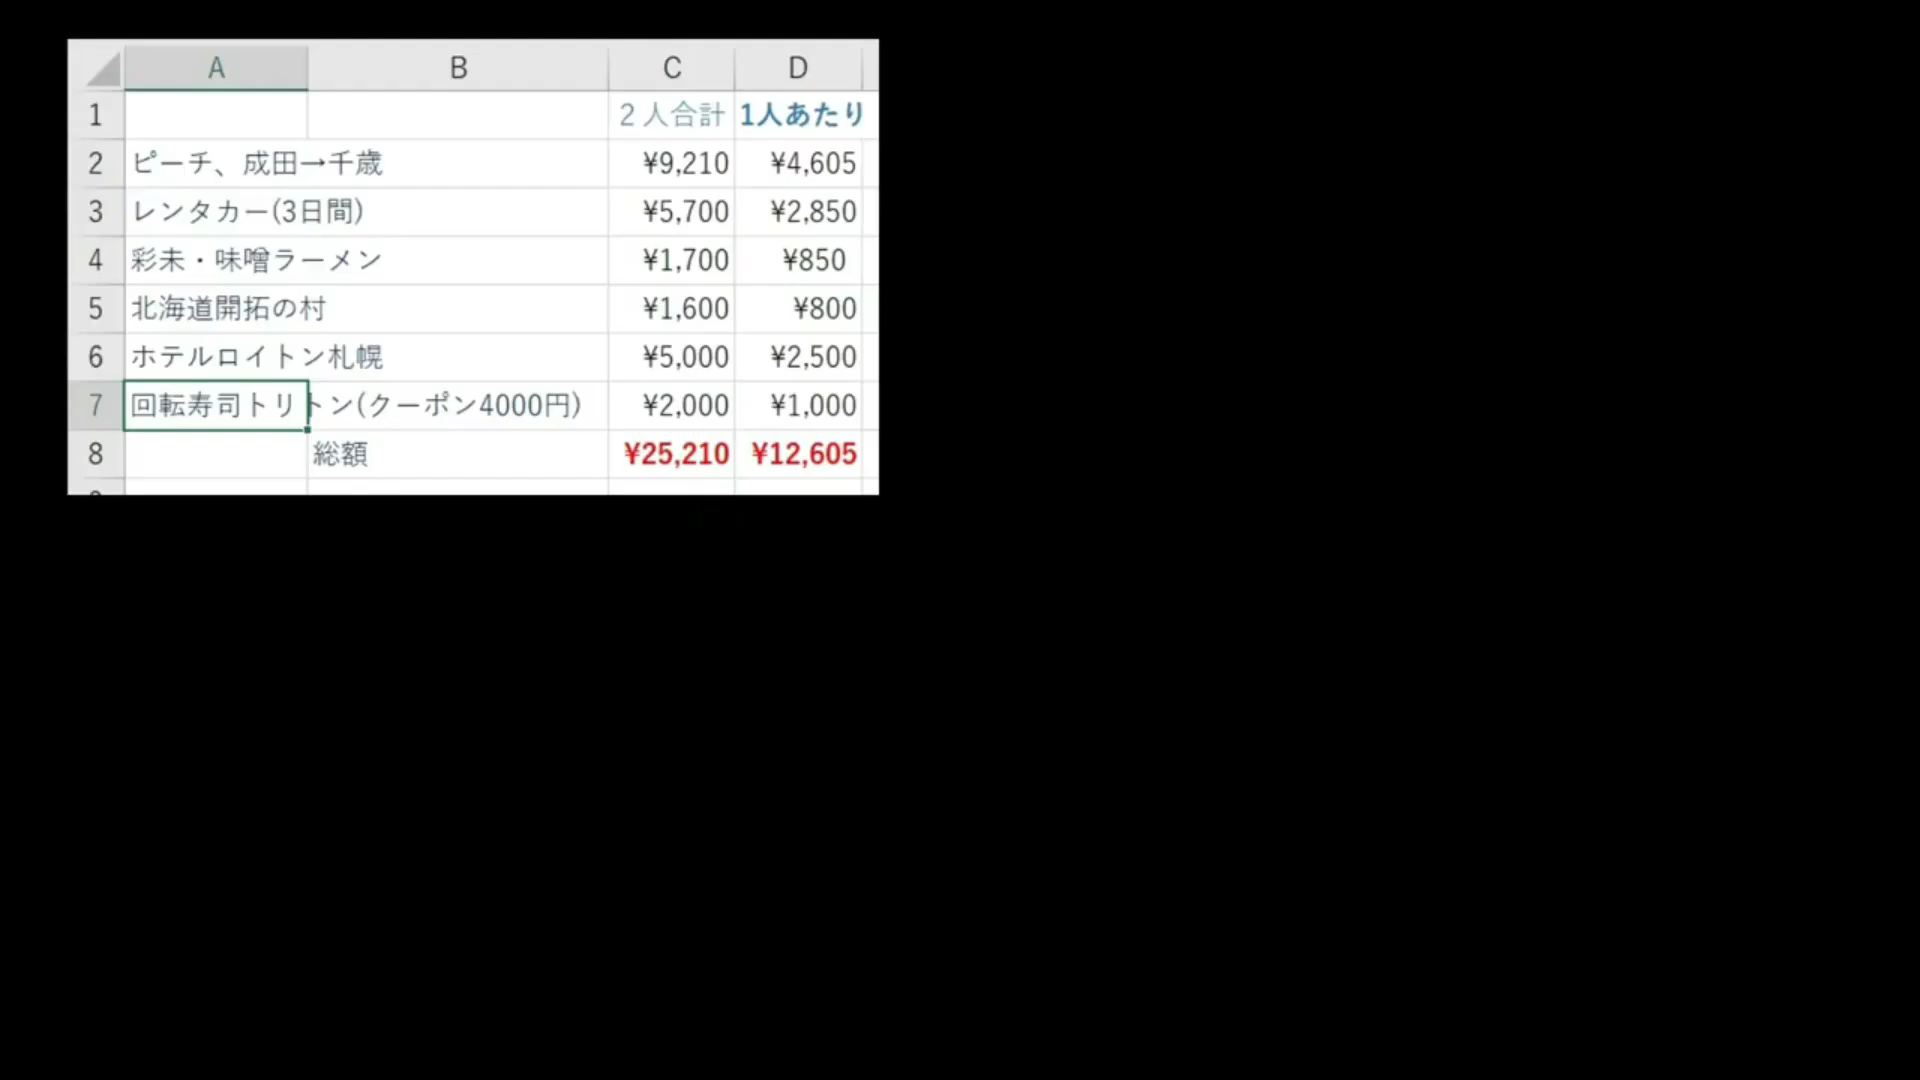 A B C D
1 2人合計 1人あたり
2 ピーチ、成田→千歳 ¥9,210 ¥4,605
3 レンタカー(3日間) ¥5,700 ¥2,850
4 彩未・味噌ラーメン ¥1,700 ¥850
5 北海道開拓の村 ¥1,600 ¥800
6 ホテルロイトン札幌 ¥5,000 ¥2,500
7 回転寿司トリトン(クーポン4000円) ¥2,000 ¥1,000
8 総額 ¥25,210 ¥12,605